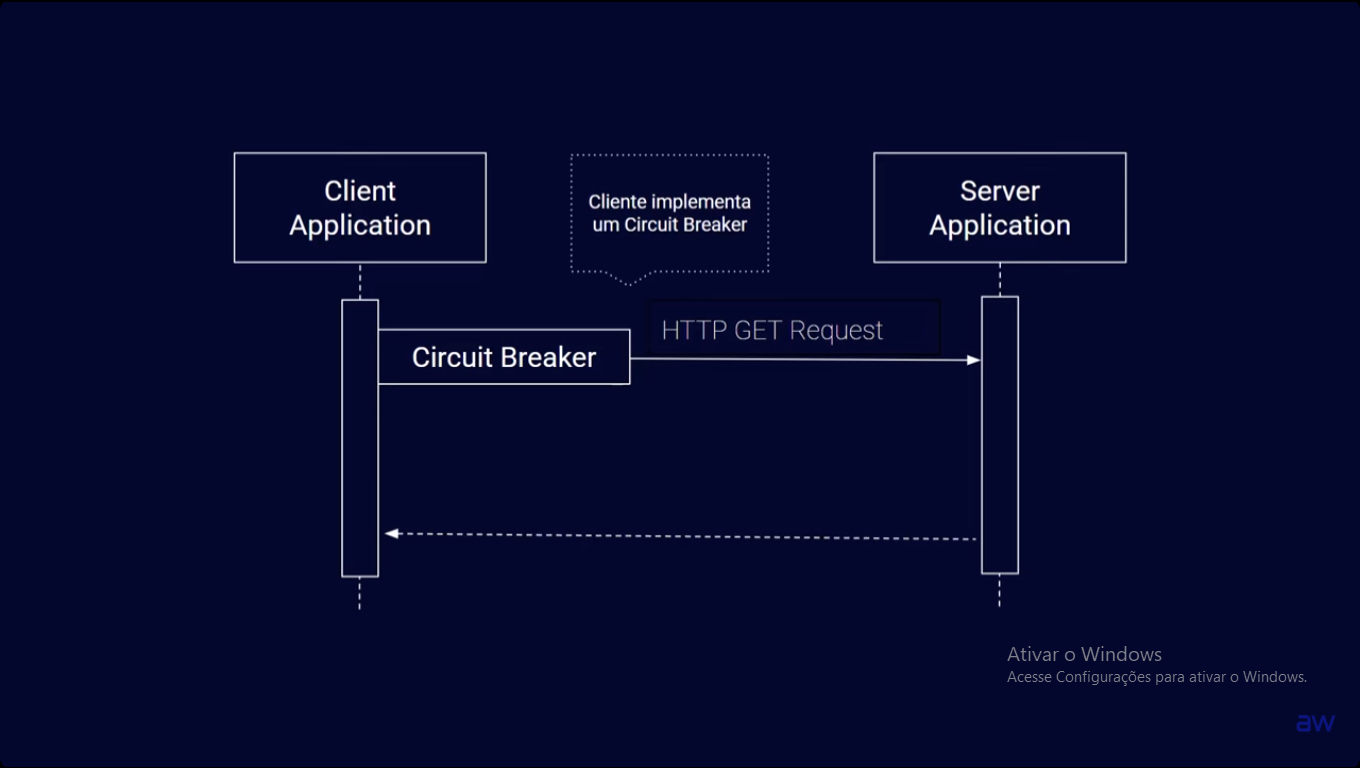 Client
Application
Cliente implementa
um Circuit Breaker
Server
Application
HTTP GET Request
Circuit Breaker
Ativar o Windows
Acesse Configurações para ativar o Windows.
aw